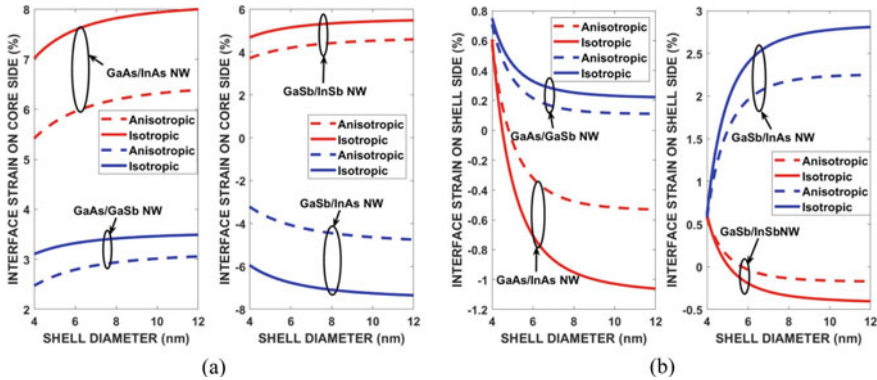 (a)
INTERFACE STRAIN ON CORE SIDE (%)
8
7
6
5
4
3
2
GaAs/InAs NW
Anisotropic
Isotropic
Anisotropic
Isotropic
GaAs/GaSb NW
4 6 8 10 12
SHELL DIAMETER (nm)
INTERFACE STRAIN ON CORE SIDE (%)
6
4
2
0
-2
-4
-6
-8
GaSb/InSb NW
Anisotropic
Isotropic
Anisotropic
Isotropic
GaSb/InAs NW
4 6 8 10 12
SHELL DIAMETER (nm)
(b)
INTERFACE STRAIN ON SHELL SIDE (%)
0.8
0.6
0.4
0.2
0
-0.2
-0.4
-0.6
-0.8
-1
-1.2
Anisotropic
Isotropic
Anisotropic
Isotropic
GaAs/GaSb NW
GaAs/InAs NW
4 6 8 10 12
SHELL DIAMETER (nm)
INTERFACE STRAIN ON SHELL SIDE (%)
3
2.5
2
1.5
1
0.5
0
-0.5
GaSb/InAs NW
Anisotropic
Isotropic
Anisotropic
Isotropic
GaSb/InSbNW
4 6 8 10 12
SHELL DIAMETER (nm)